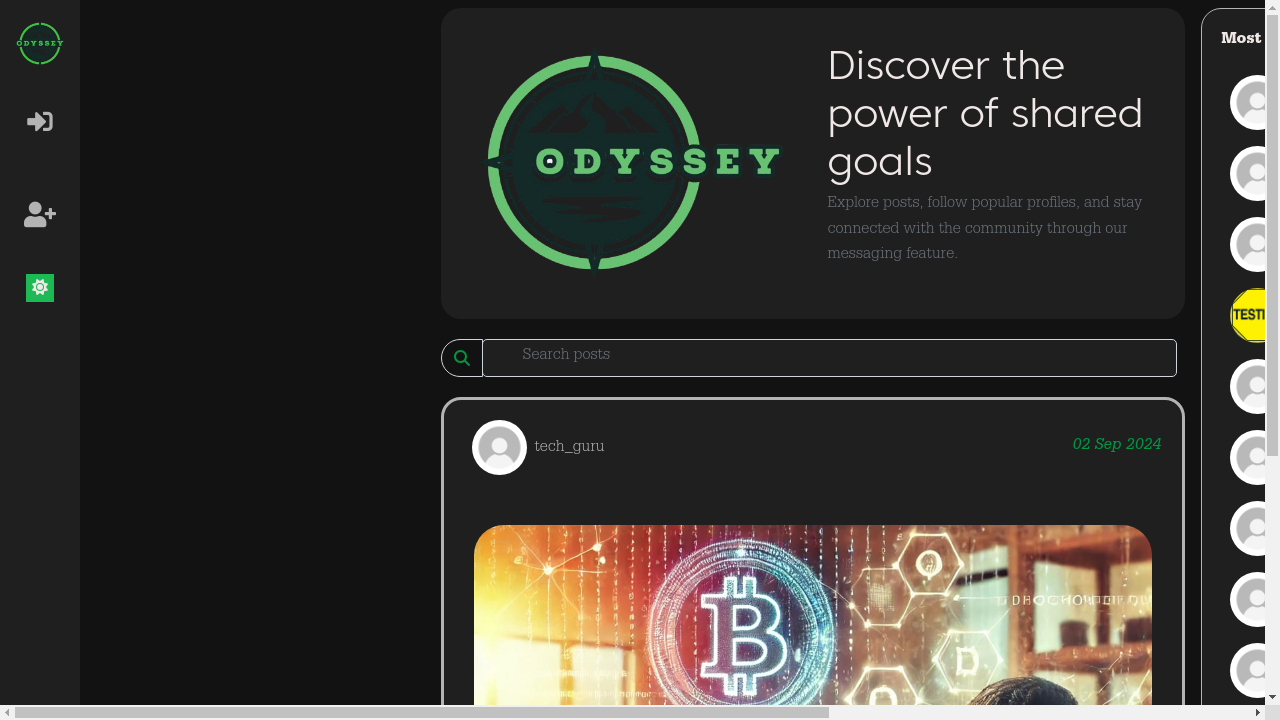 ODYSSEY
ODYSSEY
Discover the
power of shared
goals
Explore posts, follow popular profiles, and stay
connected with the community through our
messaging feature.
Search posts
tech_guru
02 Sep 2024
Most